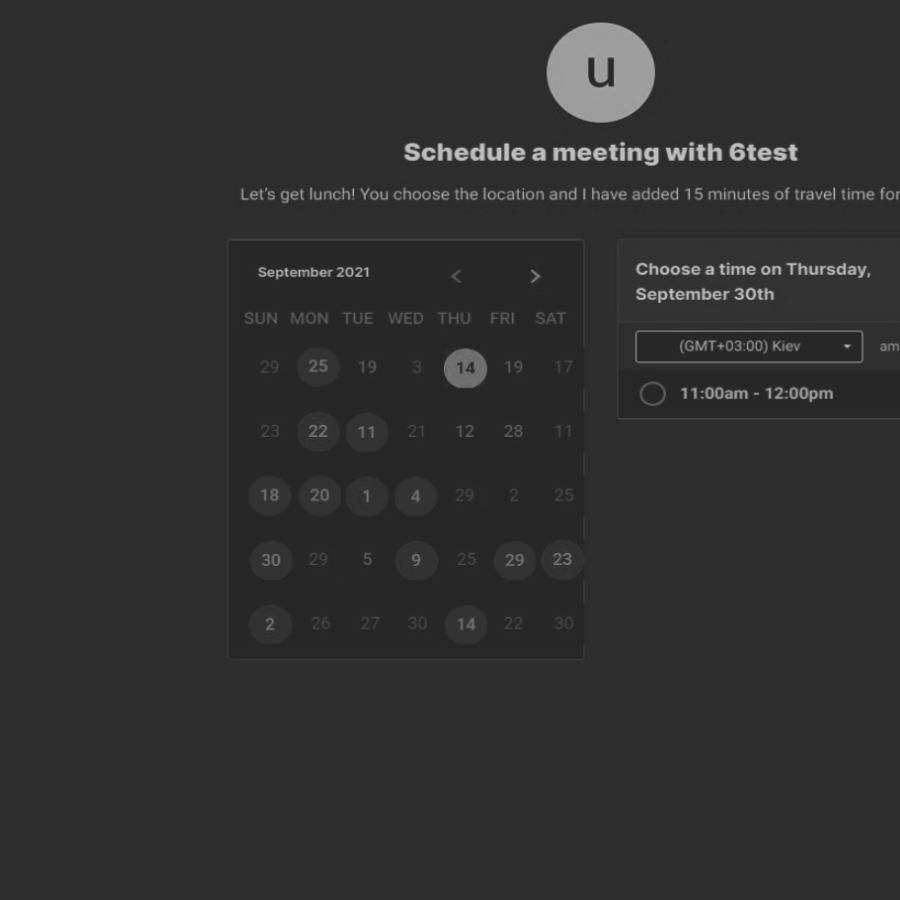 u
Schedule a meeting with 6test
Let's get lunch! You choose the location and I have added 15 minutes of travel time for
September 2021 < >
SUN MON TUE WED THU FRI SAT
29 25 19 3 14 19 17
23 22 11 21 12 28 11
18 20 1 4 29 2 25
30 29 5 9 25 29 23
2 26 27 30 14 22 30
Choose a time on Thursday,
September 30th
(GMT+03:00) Kiev am
11:00am - 12:00pm